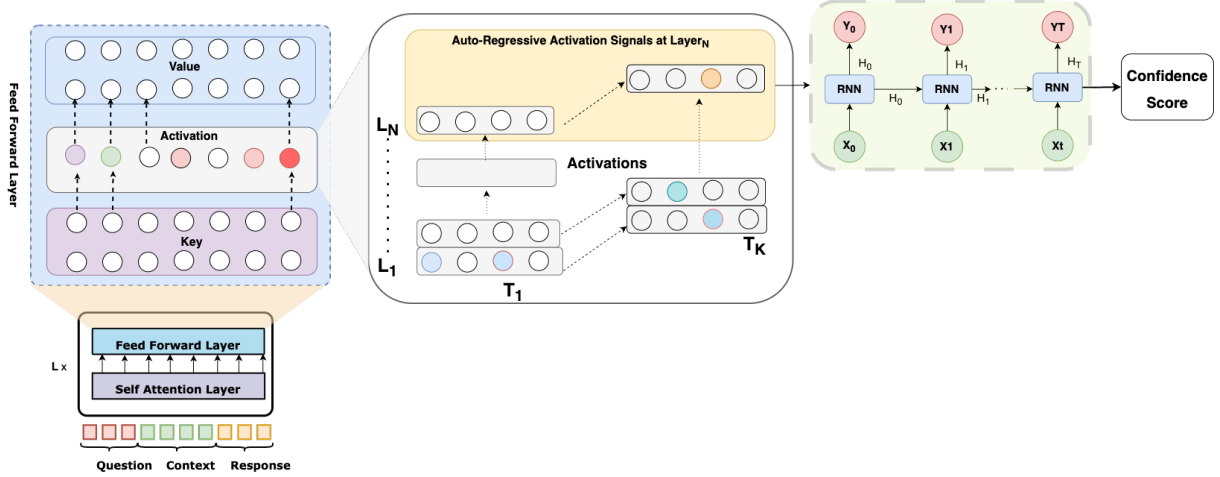 Feed Forward Layer
Value
Activation
Key
L x
Feed Forward Layer
Self Attention Layer
Question Context Response
Auto-Regressive Activation Signals at Layer_N
L_N
Activations
L_1
T_1
T_K
Y_0 Y1 YT
H_0 H_1 H_T
RNN RNN RNN
H_0 H_1
X_0 X1 Xt
Confidence
Score